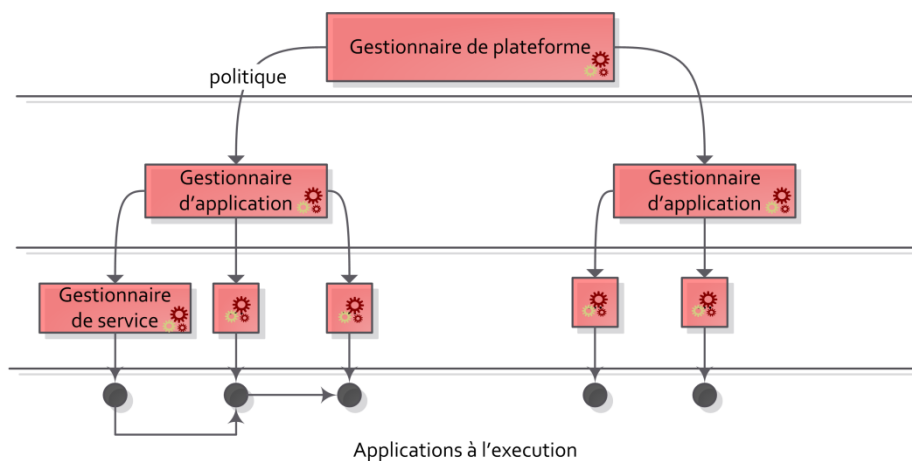 Gestionnaire de plateforme
politique
Gestionnaire
d'application
Gestionnaire
d'application
Gestionnaire
de service
Applications à l'execution